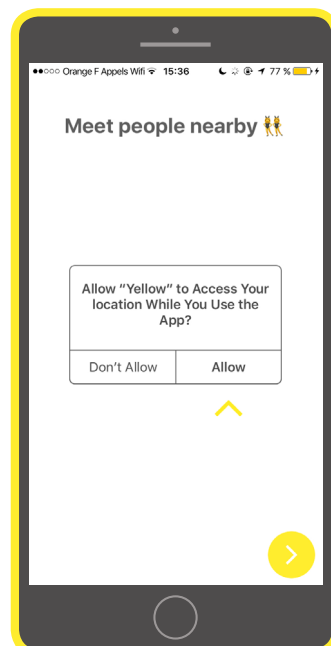 Orange F Appels Wifi 15:36 77 %
Meet people nearby 👯
Allow “Yellow” to Access Your
location While You Use the
App?
Don’t Allow Allow